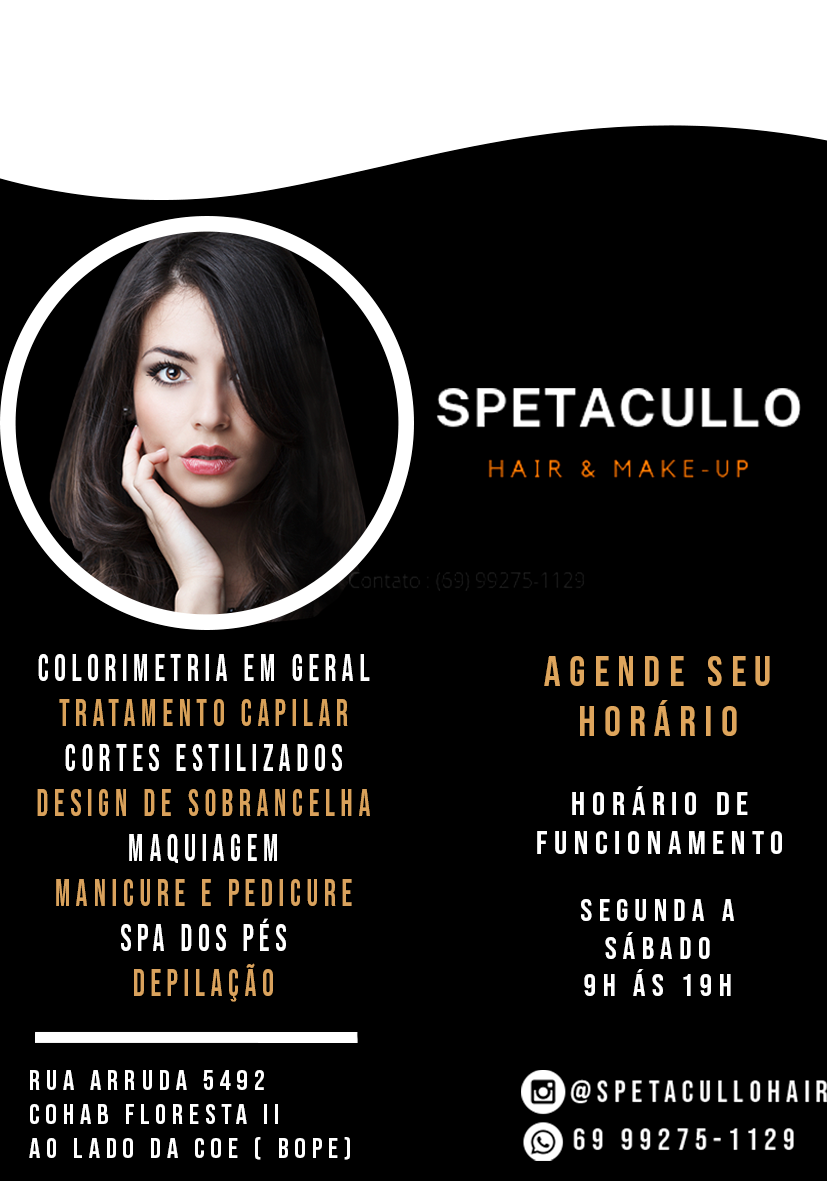 SPETACULLO
HAIR & MAKE-UP
Contato : (69) 99275-1129
COLORIMETRIA EM GERAL
TRATAMENTO CAPILAR
CORTES ESTILIZADOS
DESIGN DE SOBRANCELHA
MAQUIAGEM
MANICURE E PEDICURE
SPA DOS PÉS
DEPILAÇÃO
RUA ARRUDA 5492
COHAB FLORESTA II
AO LADO DA COE ( BOPE)
AGENDE SEU
HORÁRIO
HORÁRIO DE
FUNCIONAMENTO
SEGUNDA A
SÁBADO
9H ÁS 19H
@SPETACULLOHAIR
69 99275-1129